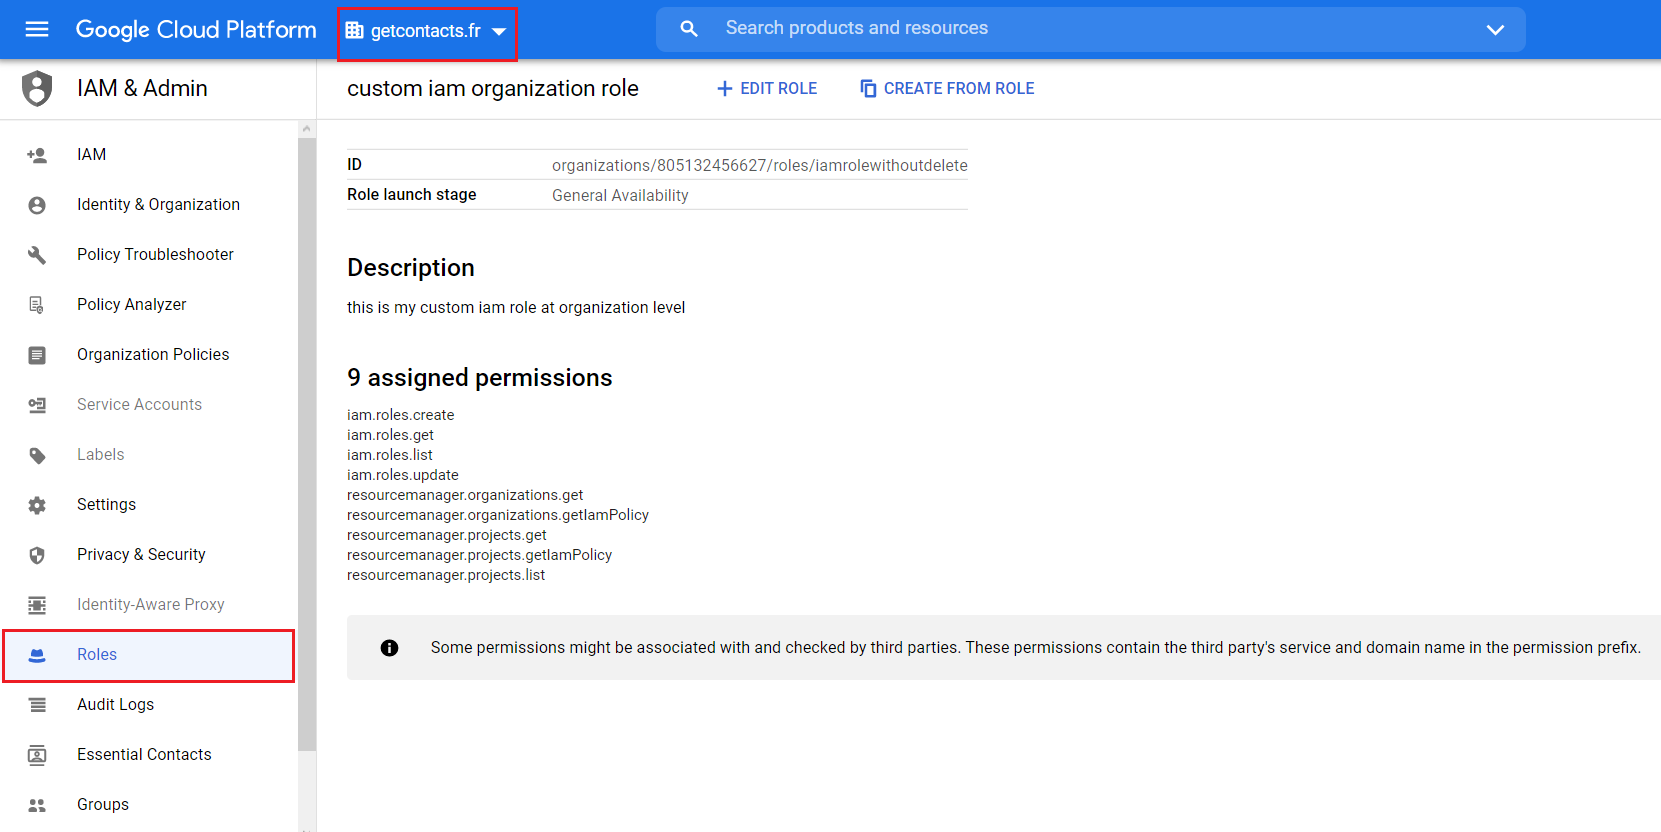 Google Cloud Platform
getcontacts.fr
Search products and resources
IAM & Admin
custom iam organization role
EDIT ROLE
CREATE FROM ROLE
IAM
Identity & Organization
Policy Troubleshooter
Policy Analyzer
Organization Policies
Service Accounts
Labels
Settings
Privacy & Security
Identity-Aware Proxy
Roles
Audit Logs
Essential Contacts
Groups
ID organizations/805132456627/roles/iamrolewithoutdelete
Role launch stage General Availability
Description
this is my custom iam role at organization level
9 assigned permissions
iam.roles.create
iam.roles.get
iam.roles.list
iam.roles.update
resourcemanager.organizations.get
resourcemanager.organizations.getIamPolicy
resourcemanager.projects.get
resourcemanager.projects.getIamPolicy
resourcemanager.projects.list
Some permissions might be associated with and checked by third parties. These permissions contain the third party's service and domain name in the permission prefix.